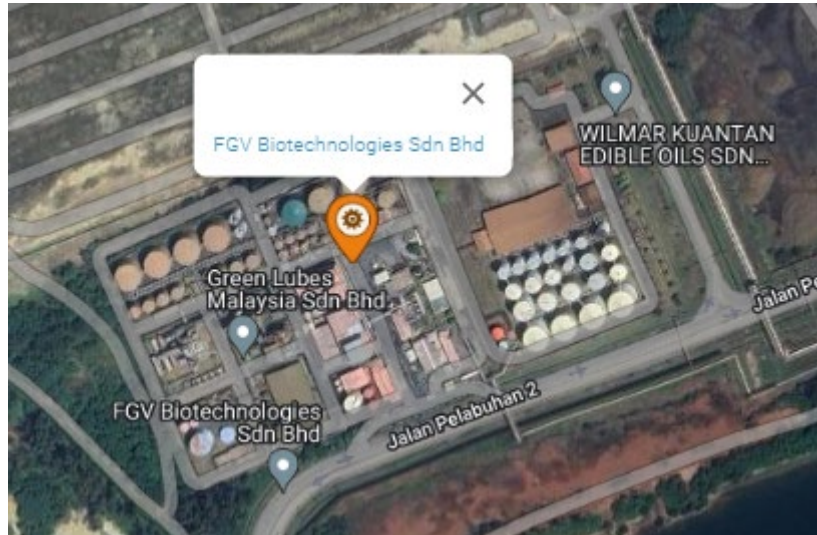 FGV Biotechnologies Sdn Bhd
WILMAR KUANTAN
EDIBLE OILS SDN...
Green Lubes
Malaysia Sdn Bhd...
Jalan Pe
FGV Biotechnologies
Sdn Bhd
Jalan Pelabuhan 2